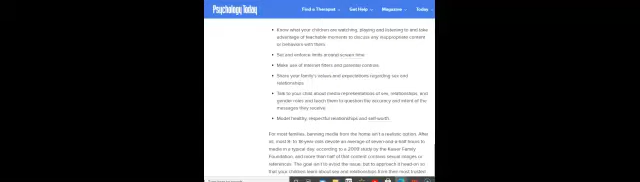 Psychology Today
Find a Therapist
Get Help
Magazine
Today
Know what your children are watching, playing and listening to and take
advantage of teachable moments to discuss any inappropriate content
or behaviors with them.
Set and enforce limits around screen time.
Make use of internet filters and parental controls.
Share your family's values and expectations regarding sex and
relationships.
Talk to your child about media representations of sex, relationships, and
gender roles and teach them to question the accuracy and intent of the
messages they receive.
Model healthy, respectful relationships and self-worth.
For most families, banning media from the home isn't a realistic option. After
all, most 8- to 18-year-olds devote an average of seven-and-a-half hours to
media in a typical day, according to a 2009 study by the Kaiser Family
Foundation, and more than half of that content contains sexual images or
references. The goal isn't to avoid the issue, but to approach it head-on so
that your children learn about sex and relationships from their most trusted